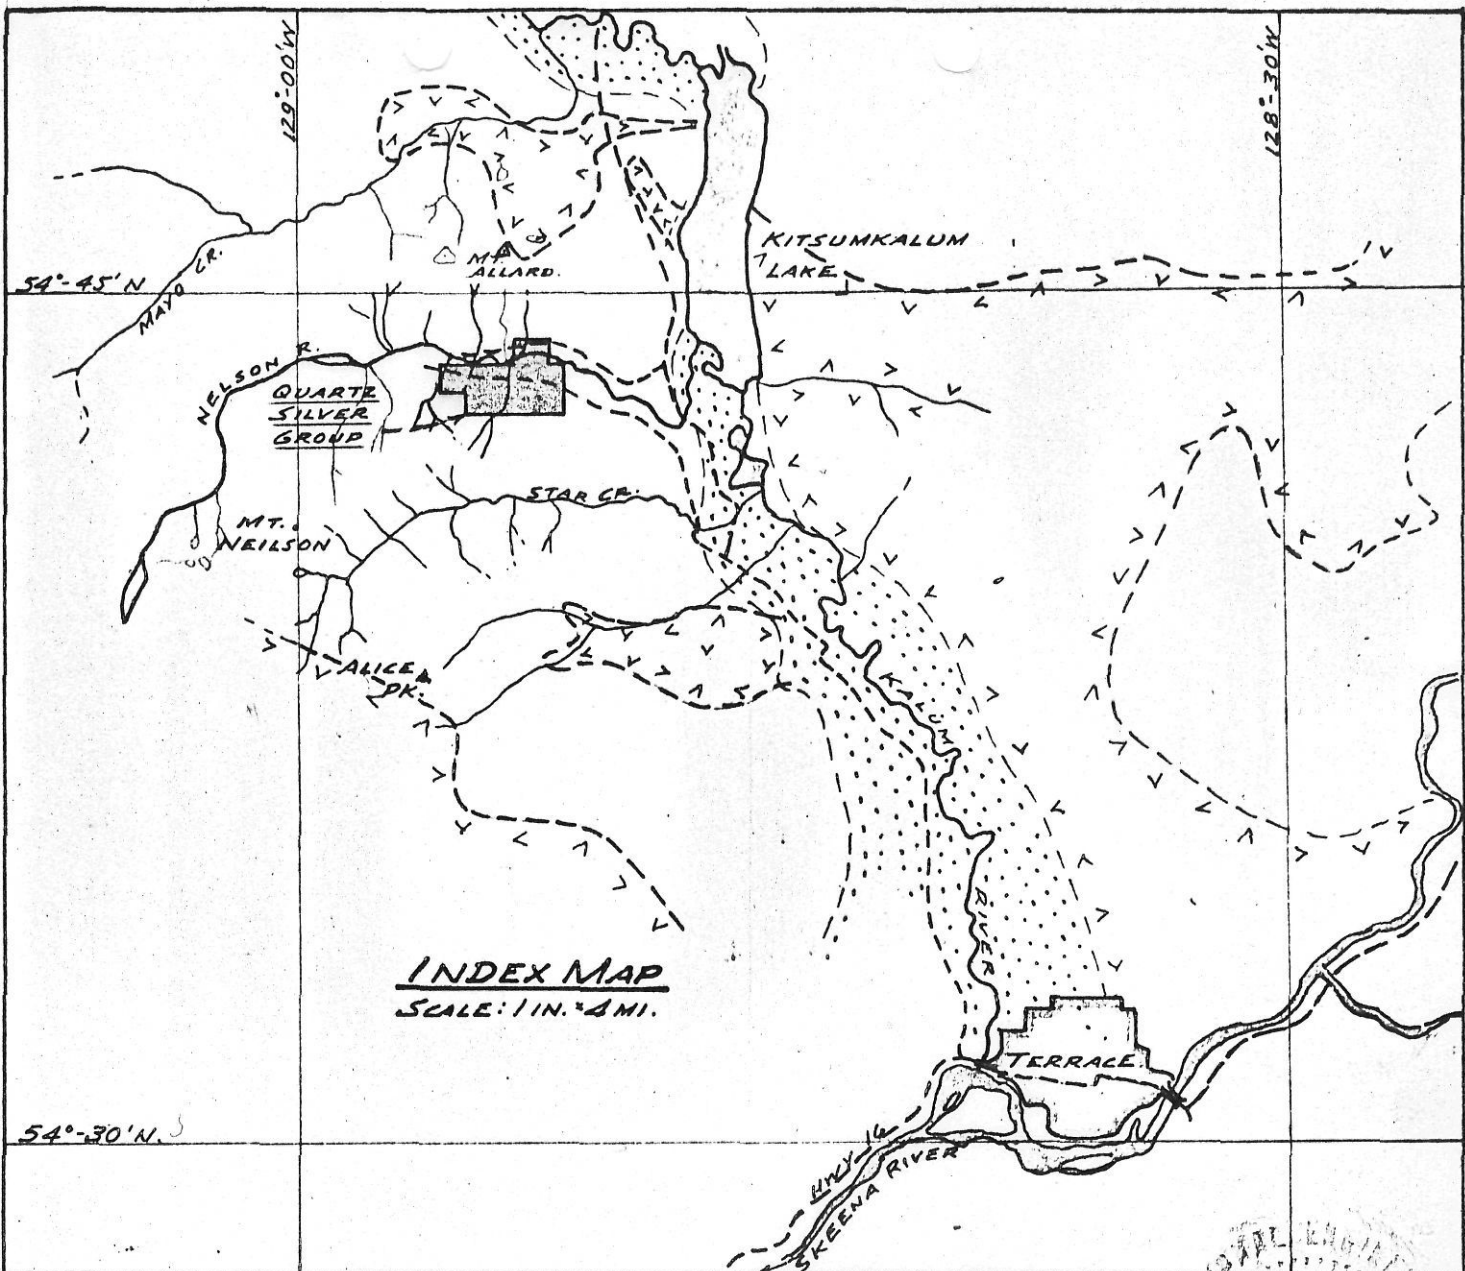 129°-00'W
128°-30'W
KITSUMKALUM
LAKE
MT.
ALLARD.
54°-45'N
MAYO CR.
NELSON R.
QUARTZ
SILVER
GROUP
STAR CR.
MT.
NEILSON
ALICE
PK.
KALUM
RIVER
INDEX MAP
SCALE: 1 IN. = 4 MI.
TERRACE
54°-30'N.
HWY 16
SKEENA RIVER